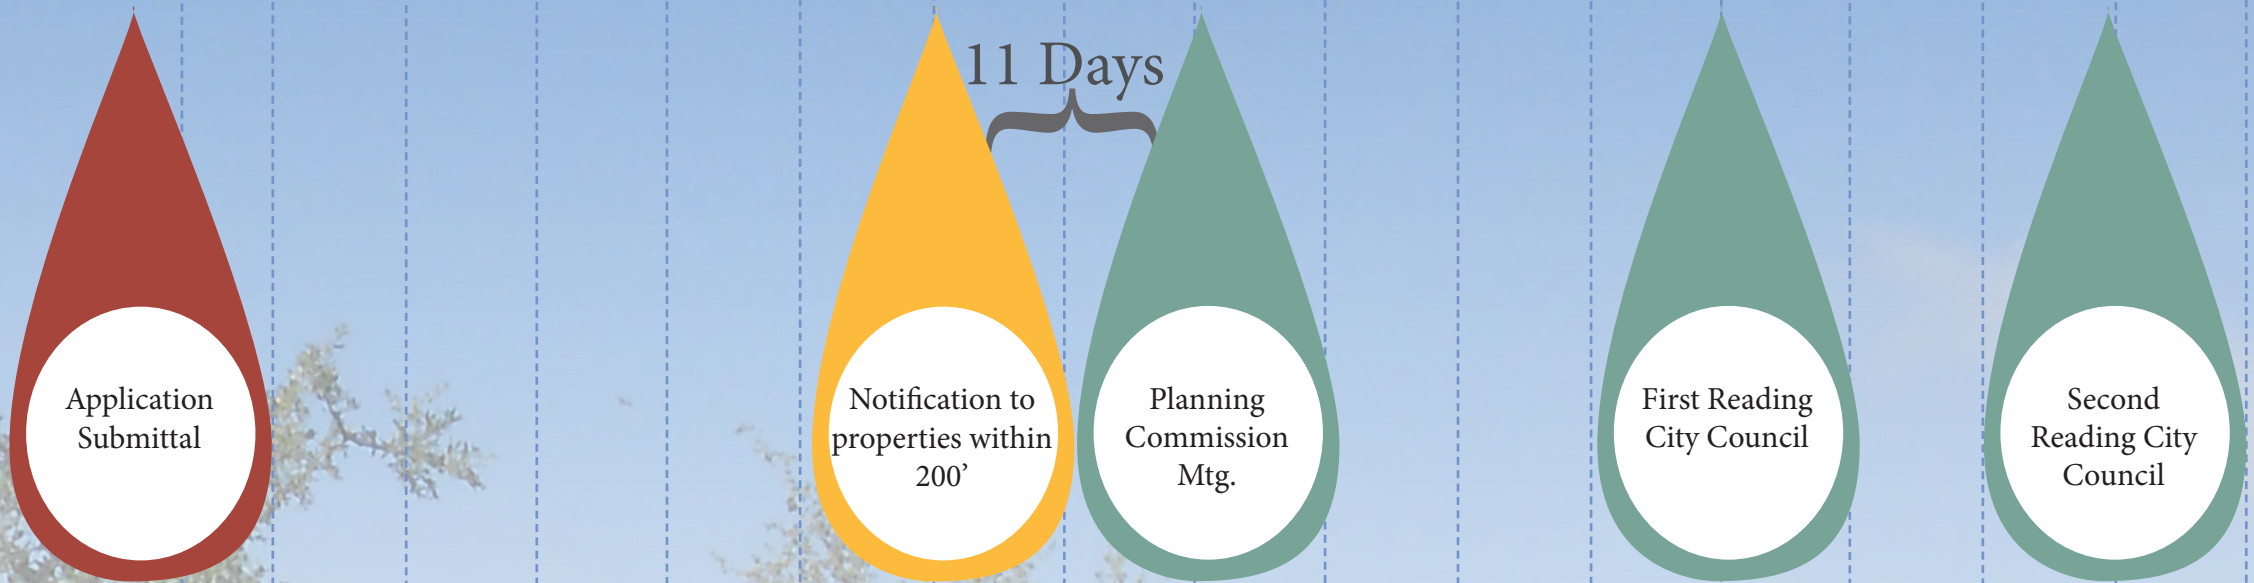 11 Days
Application
Submittal
Notification to
properties within
200’
Planning
Commission
Mtg.
First Reading
City Council
Second
Reading City
Council